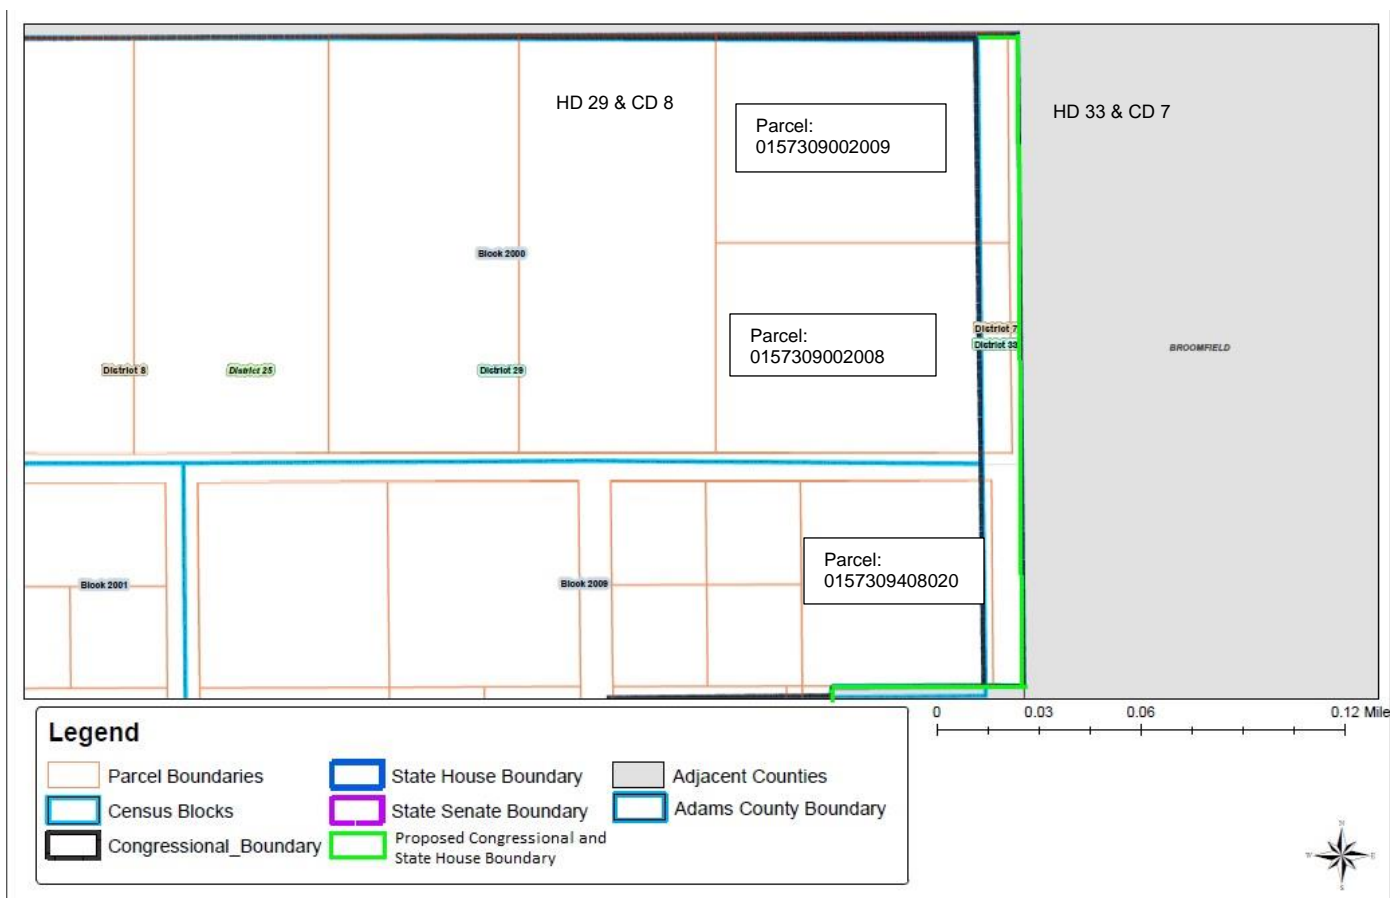 HD 29 & CD 8
HD 33 & CD 7
Parcel:
0157309002009
Block 2000
Parcel:
0157309002008
District 7
District 33
BROOMFIELD
District 8
District 25
District 29
Parcel:
0157309408020
Block 2001
Block 2009
0
0.03
0.06
0.12 Mile
Legend
Parcel Boundaries
State House Boundary
Adjacent Counties
Census Blocks
State Senate Boundary
Adams County Boundary
Congressional_Boundary
Proposed Congressional and
State House Boundary
N
W
E
S